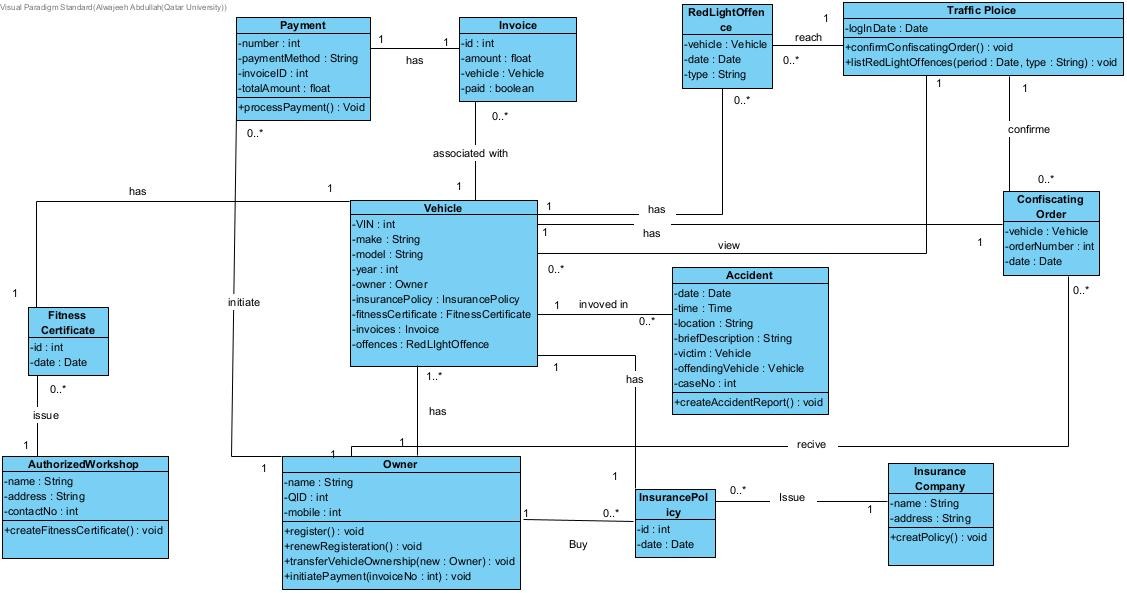 Visual Paradigm Standard(Alwajeeh Abdullah(Qatar University))
Payment
-number : int
-paymentMethod : String
-invoiceID : int
-totalAmount : float
+processPayment() : Void
1
has
1
Invoice
-id : int
-amount : float
-vehicle : Vehicle
-paid : boolean
RedLightOffen
ce
-vehicle : Vehicle
-date : Date
-type : String
1
reach
0..*
Traffic Ploice
-logInDate : Date
+confirmConfiscatingOrder() : void
+listRedLightOffences(period : Date, type : String) : void
0..*
0..*
associated with
1
0..*
1
1
confirme
0..*
has
1
1
Vehicle
-VIN : int
-make : String
-model : String
-year : int
-owner : Owner
-insurancePolicy : InsurancePolicy
-fitnessCertificate : FitnessCertificate
-invoices : Invoice
-offences : RedLIghtOffence
1
has
1
has
1
view
0..*
Confiscating
Order
-vehicle : Vehicle
-orderNumber : int
-date : Date
0..*
initiate
Fitness
Certificate
-id : int
-date : Date
0..*
issue
1
1
invoved in
0..*
Accident
-date : Date
-time : Time
-location : String
-briefDescription : String
-victim : Vehicle
-offendingVehicle : Vehicle
-caseNo : int
+createAccidentReport() : void
1
has
1
1..*
has
1
1
1
recive
AuthorizedWorkshop
-name : String
-address : String
-contactNo : int
+createFitnessCertificate() : void
Owner
-name : String
-QID : int
-mobile : int
+register() : void
+renewRegisteration() : void
+transferVehicleOwnership(new : Owner) : void
+initiatePayment(invoiceNo : int) : void
1
0..*
Buy
InsurancePol
icy
-id : int
-date : Date
0..*
Issue
1
Insurance
Company
-name : String
-address : String
+creatPolicy() : void